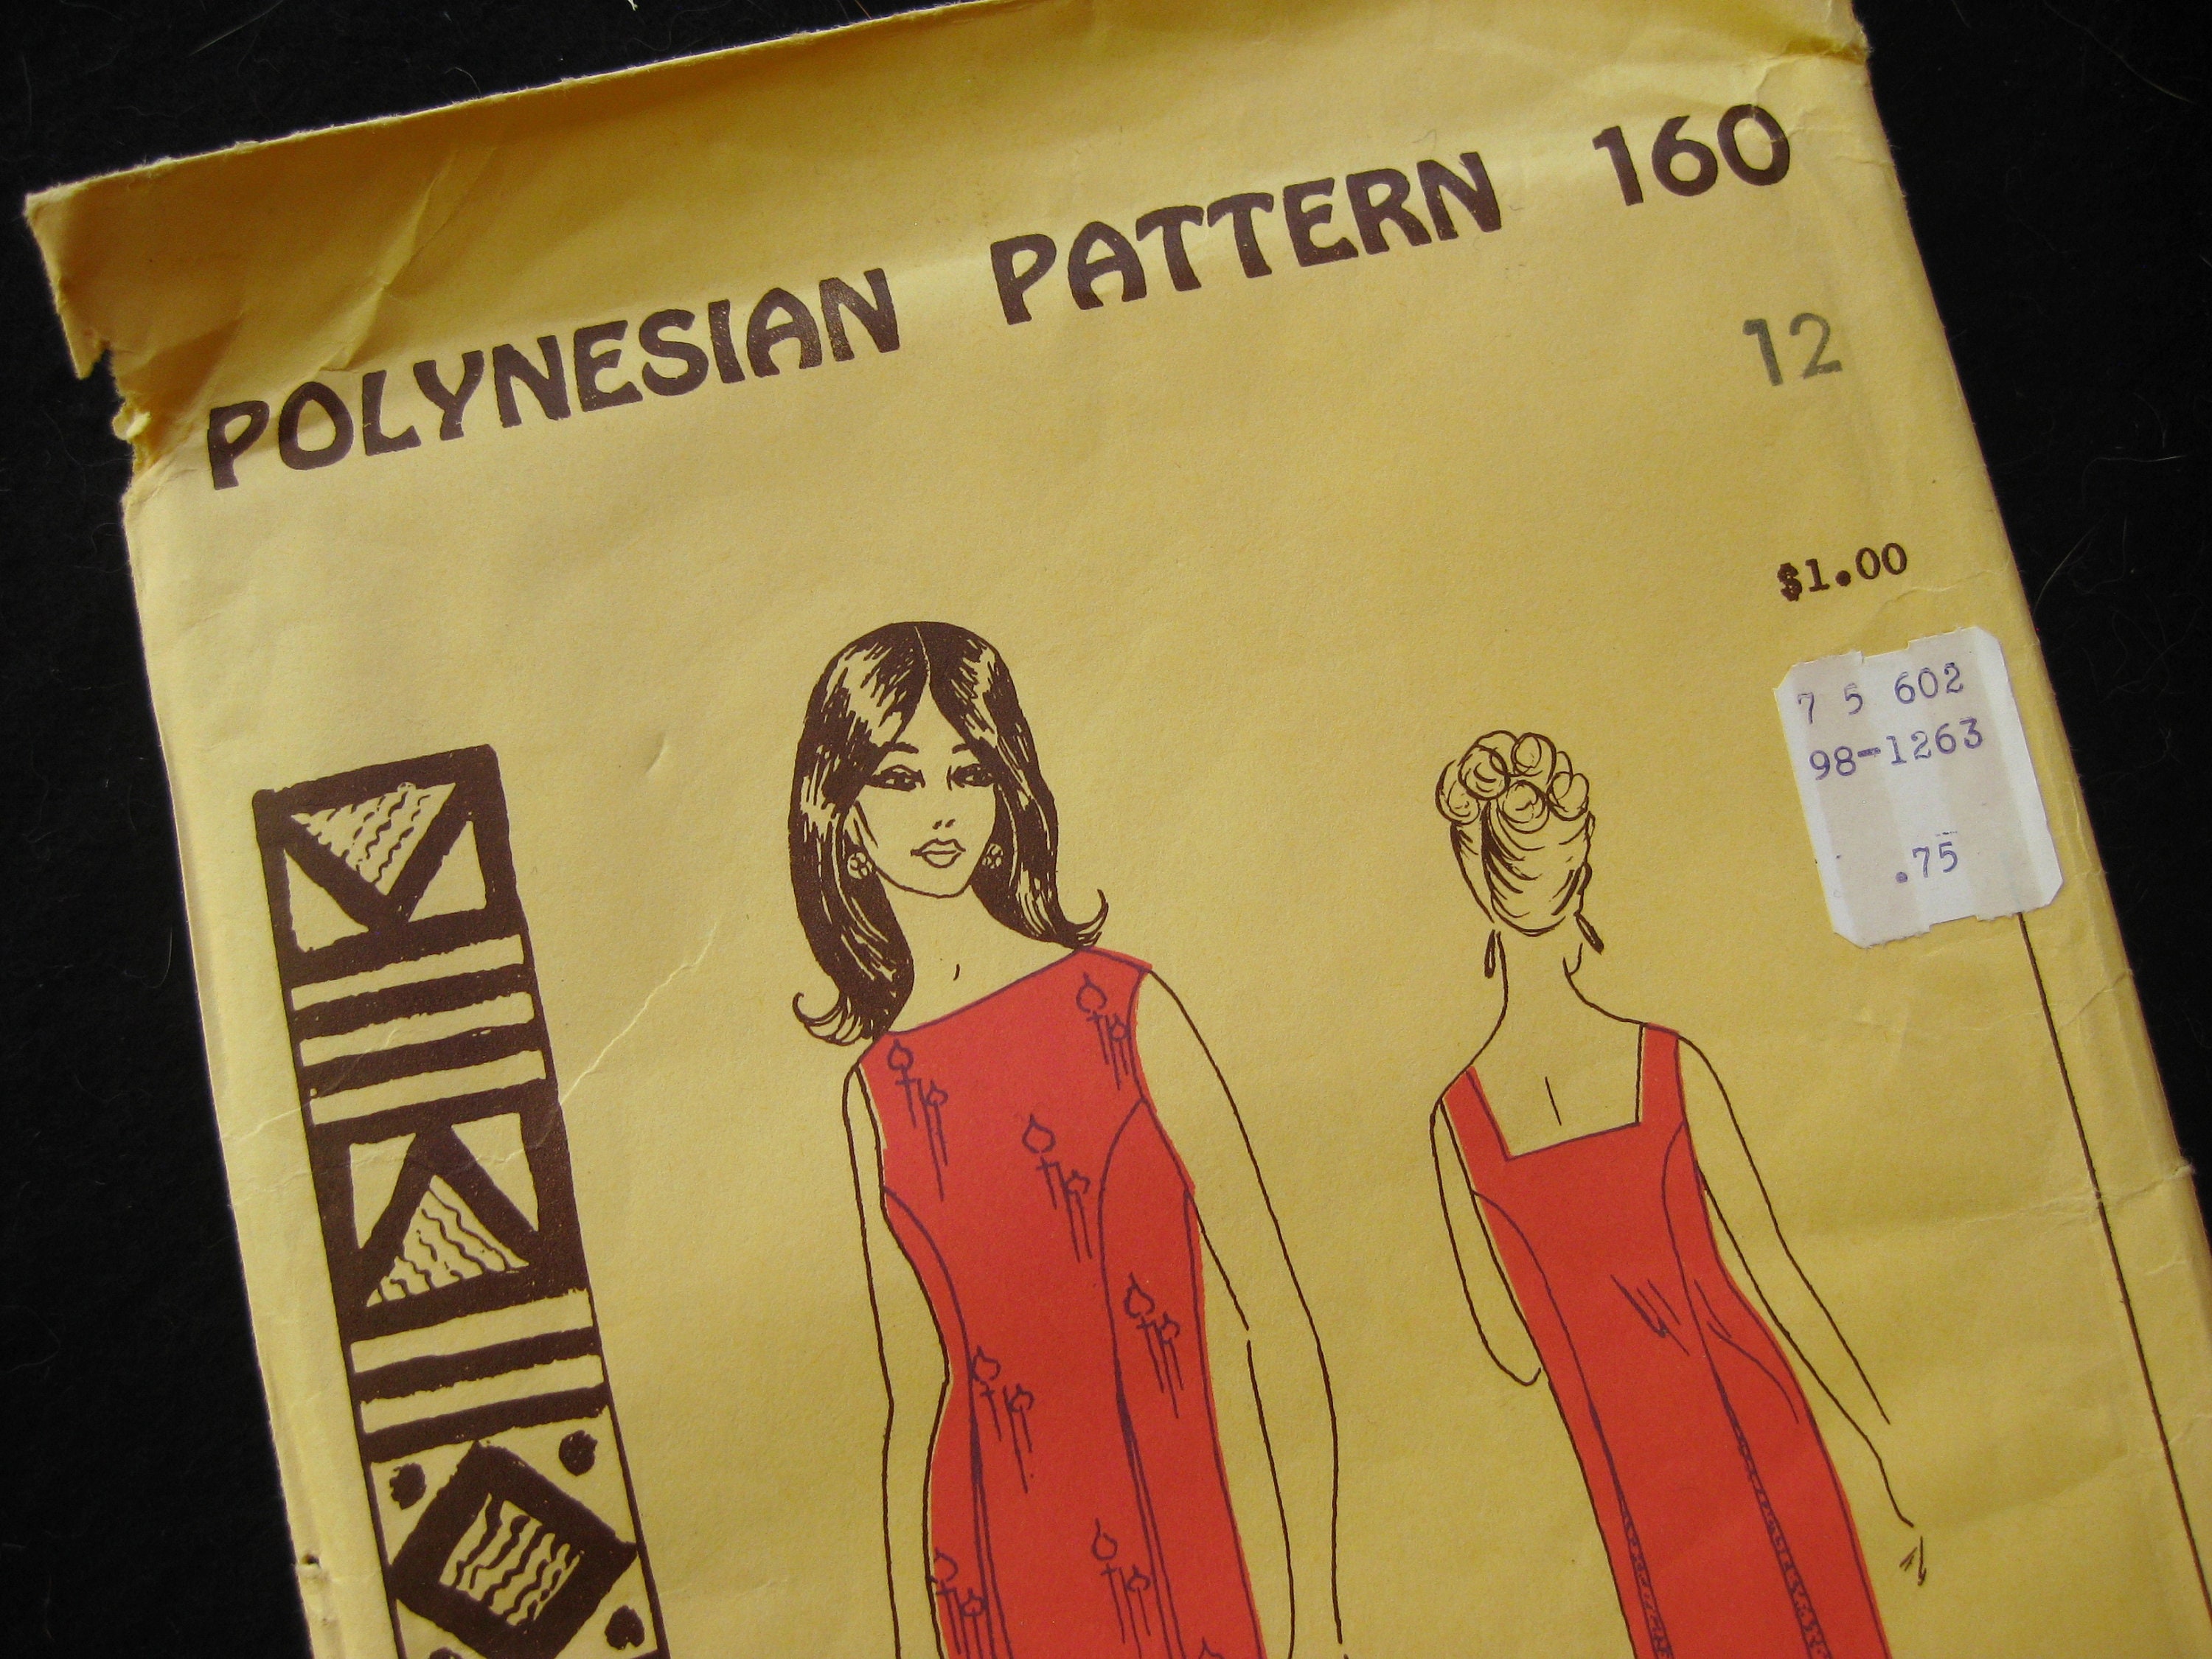 POLYNESIAN PATTERN 160
12
$1.00
7 5 602
98-1263
.75